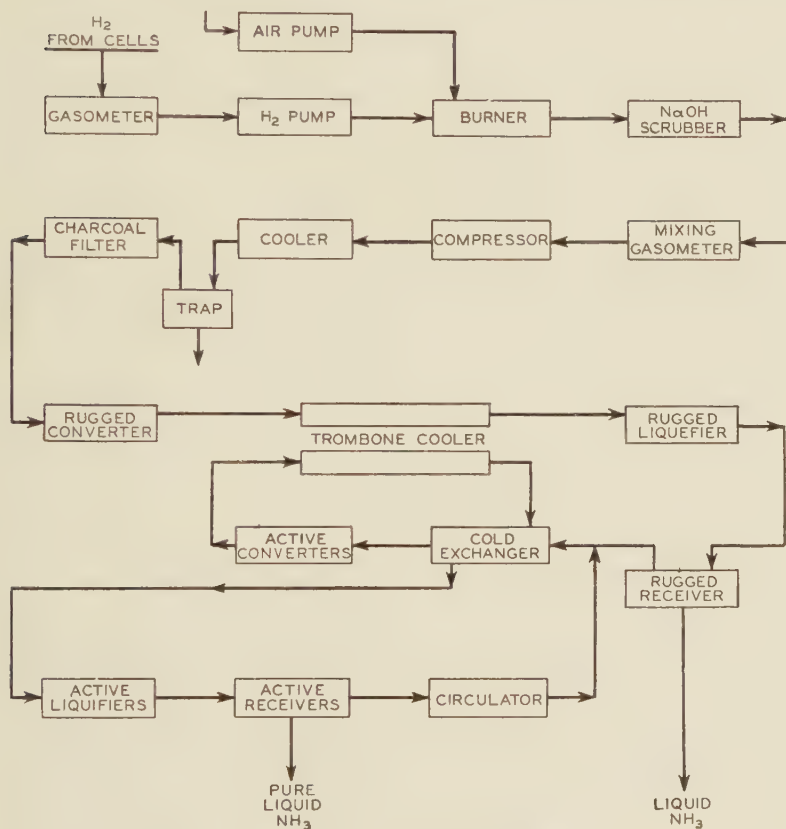 H₂
FROM CELLS
AIR PUMP
GASOMETER
H₂ PUMP
BURNER
NaOH
SCRUBBER
CHARCOAL
FILTER
COOLER
COMPRESSOR
MIXING
GASOMETER
TRAP
RUGGED
CONVERTER
TROMBONE COOLER
RUGGED
LIQUEFIER
ACTIVE
CONVERTERS
COLD
EXCHANGER
RUGGED
RECEIVER
ACTIVE
LIQUIFIERS
ACTIVE
RECEIVERS
CIRCULATOR
PURE
LIQUID
NH₃
LIQUID
NH₃